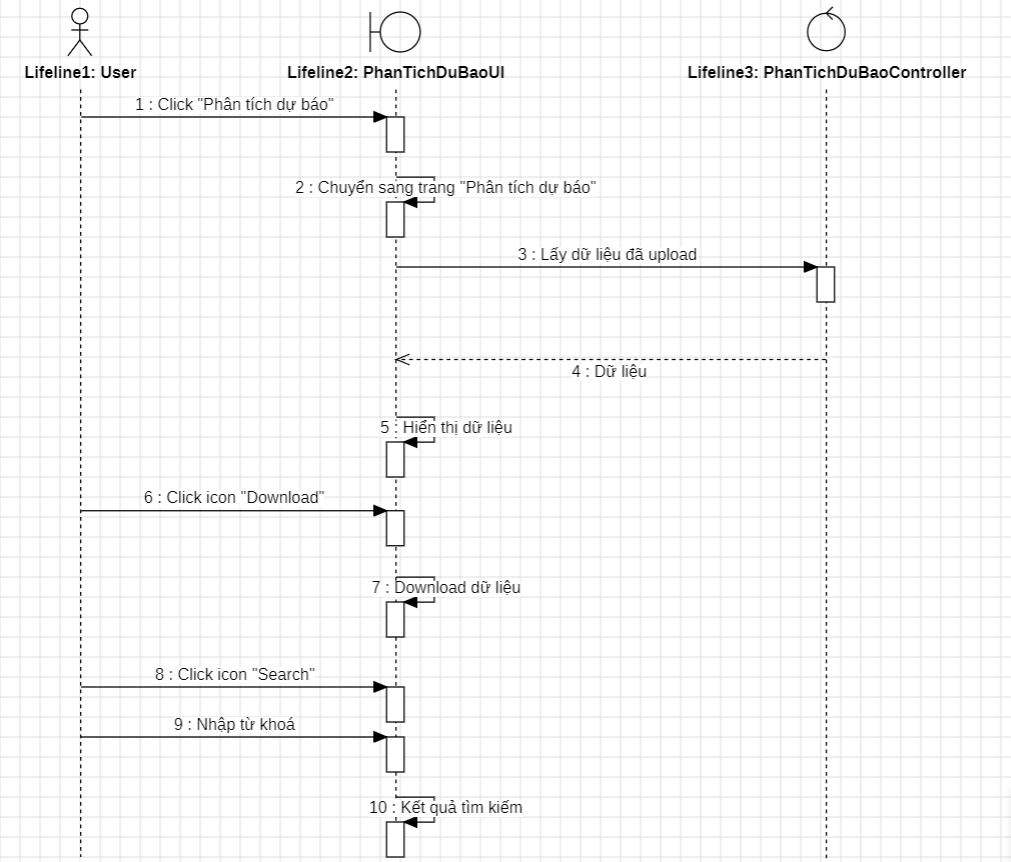 Lifeline1: User
Lifeline2: PhanTichDuBaoUI
Lifeline3: PhanTichDuBaoController
1 : Click "Phân tích dự báo"
2 : Chuyển sang trang "Phân tích dự báo"
3 : Lấy dữ liệu đã upload
4 : Dữ liệu
5 : Hiển thị dữ liệu
6 : Click icon "Download"
7 : Download dữ liệu
8 : Click icon "Search"
9 : Nhập từ khoá
10 : Kết quả tìm kiếm